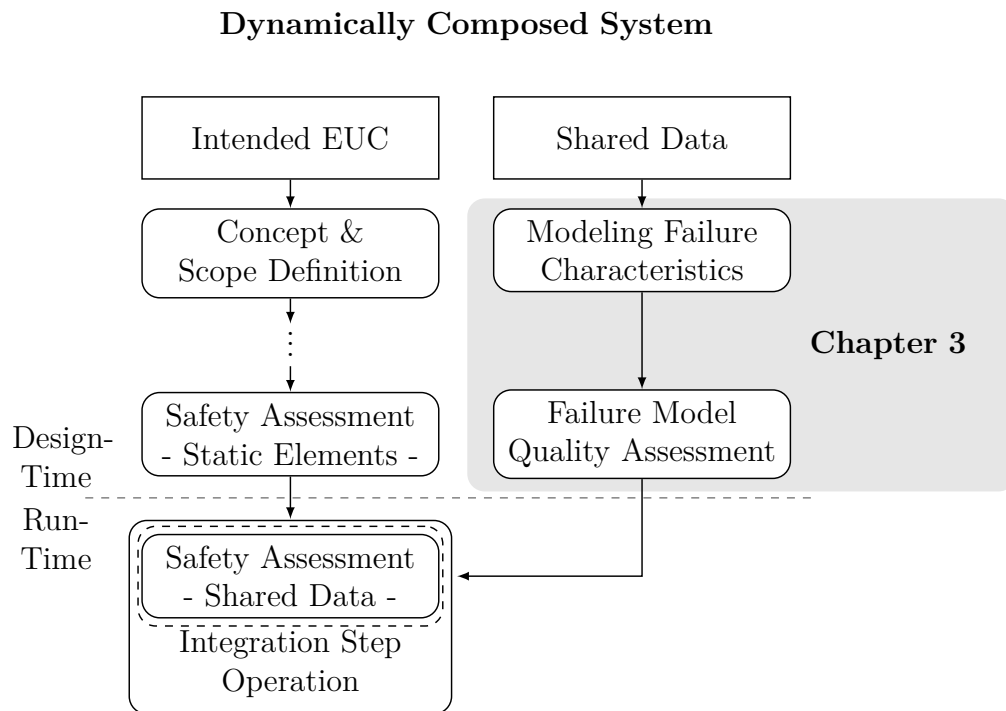 Dynamically Composed System
Intended EUC
Shared Data
Concept &
Scope Definition
Modeling Failure
Characteristics
Chapter 3
Safety Assessment
- Static Elements -
Failure Model
Quality Assessment
Design-
Time
Run-
Time
Safety Assessment
- Shared Data -
Integration Step
Operation